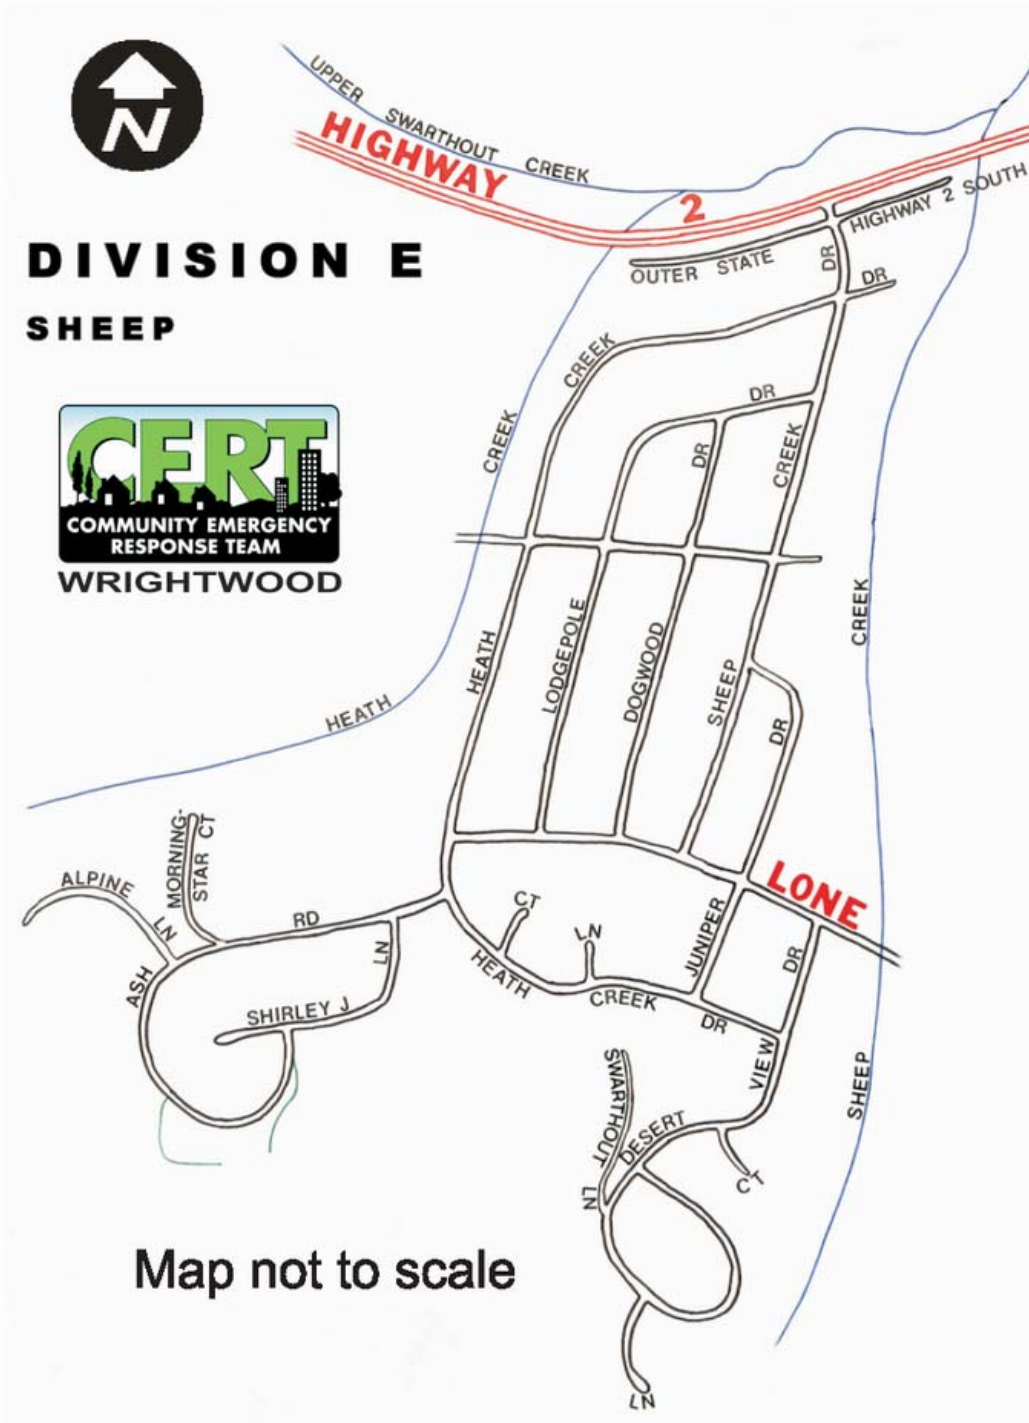 N
UPPER SWARTHOUT CREEK
HIGHWAY 2
HIGHWAY 2 SOUTH
OUTER STATE
DR
DR
DIVISION E
SHEEP
CREEK
DR
CREEK
DR
CREEK
CERT
COMMUNITY EMERGENCY
RESPONSE TEAM
WRIGHTWOOD
HEATH
LODGEPOLE
DOGWOOD
SHEEP
DR
CREEK
HEATH
MORNING-
STAR CT
ALPINE
LN
RD
LN
ASH
SHIRLEY J
CT
LN
HEATH
CREEK
DR
JUNIPER
LONE
DR
VIEW
SHEEP
SWARTHOUT
LN
DESERT
CT
LN
Map not to scale